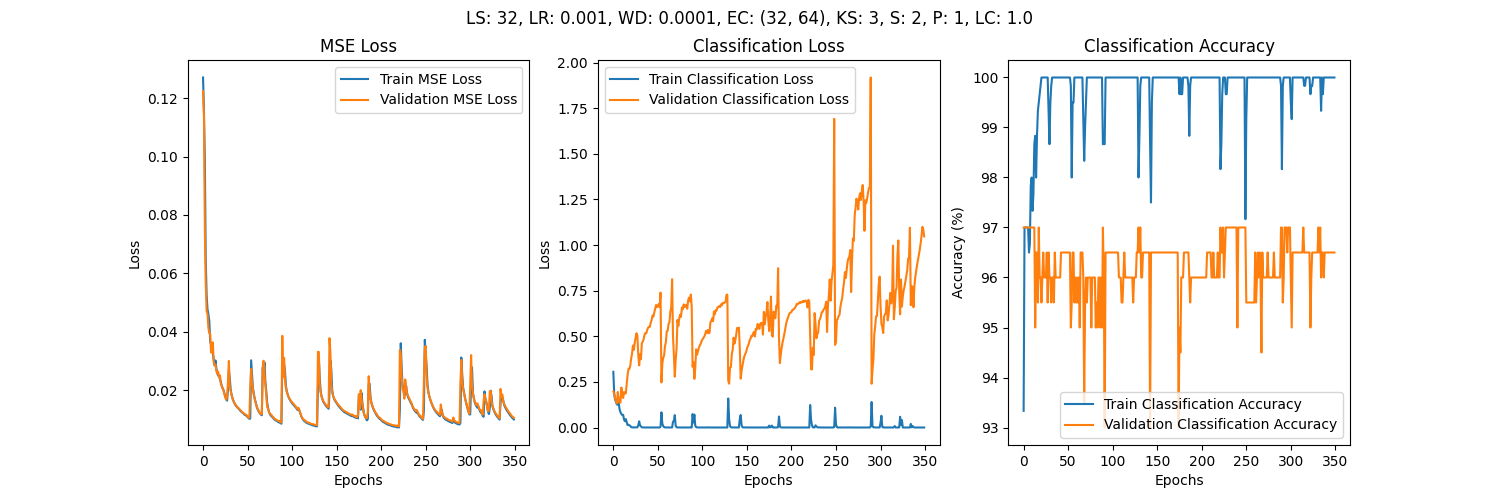 LS: 32, LR: 0.001, WD: 0.0001, EC: (32, 64), KS: 3, S: 2, P: 1, LC: 1.0
MSE Loss
Loss
0.12
0.10
0.08
0.06
0.04
0.02
Train MSE Loss
Validation MSE Loss
0 50 100 150 200 250 300 350
Epochs
Classification Loss
Loss
2.00
1.75
1.50
1.25
1.00
0.75
0.50
0.25
0.00
Train Classification Loss
Validation Classification Loss
0 50 100 150 200 250 300 350
Epochs
Classification Accuracy
Accuracy (%)
100
99
98
97
96
95
94
93
Train Classification Accuracy
Validation Classification Accuracy
0 50 100 150 200 250 300 350
Epochs